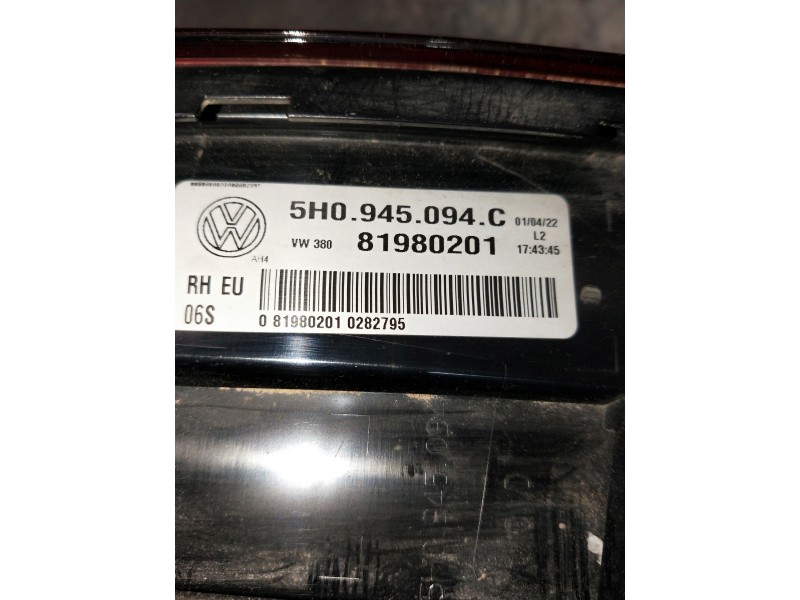 5H0.945.094.C
01/04/22
VW 380
81980201
L2
17:43:45
AH4
RH EU
06S
0 81980201 0282795